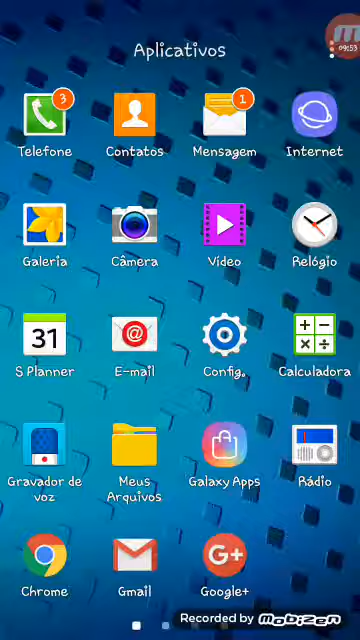 Aplicativos
09:53
3
1
Telefone
Contatos
Mensagem
Internet
Galeria
Câmera
Vídeo
Relógio
31
@
S Planner
E-mail
Config.
Calculadora
Gravador de
voz
Meus
Arquivos
Galaxy Apps
Rádio
G+
Chrome
Gmail
Google+
Recorded by Mobizen